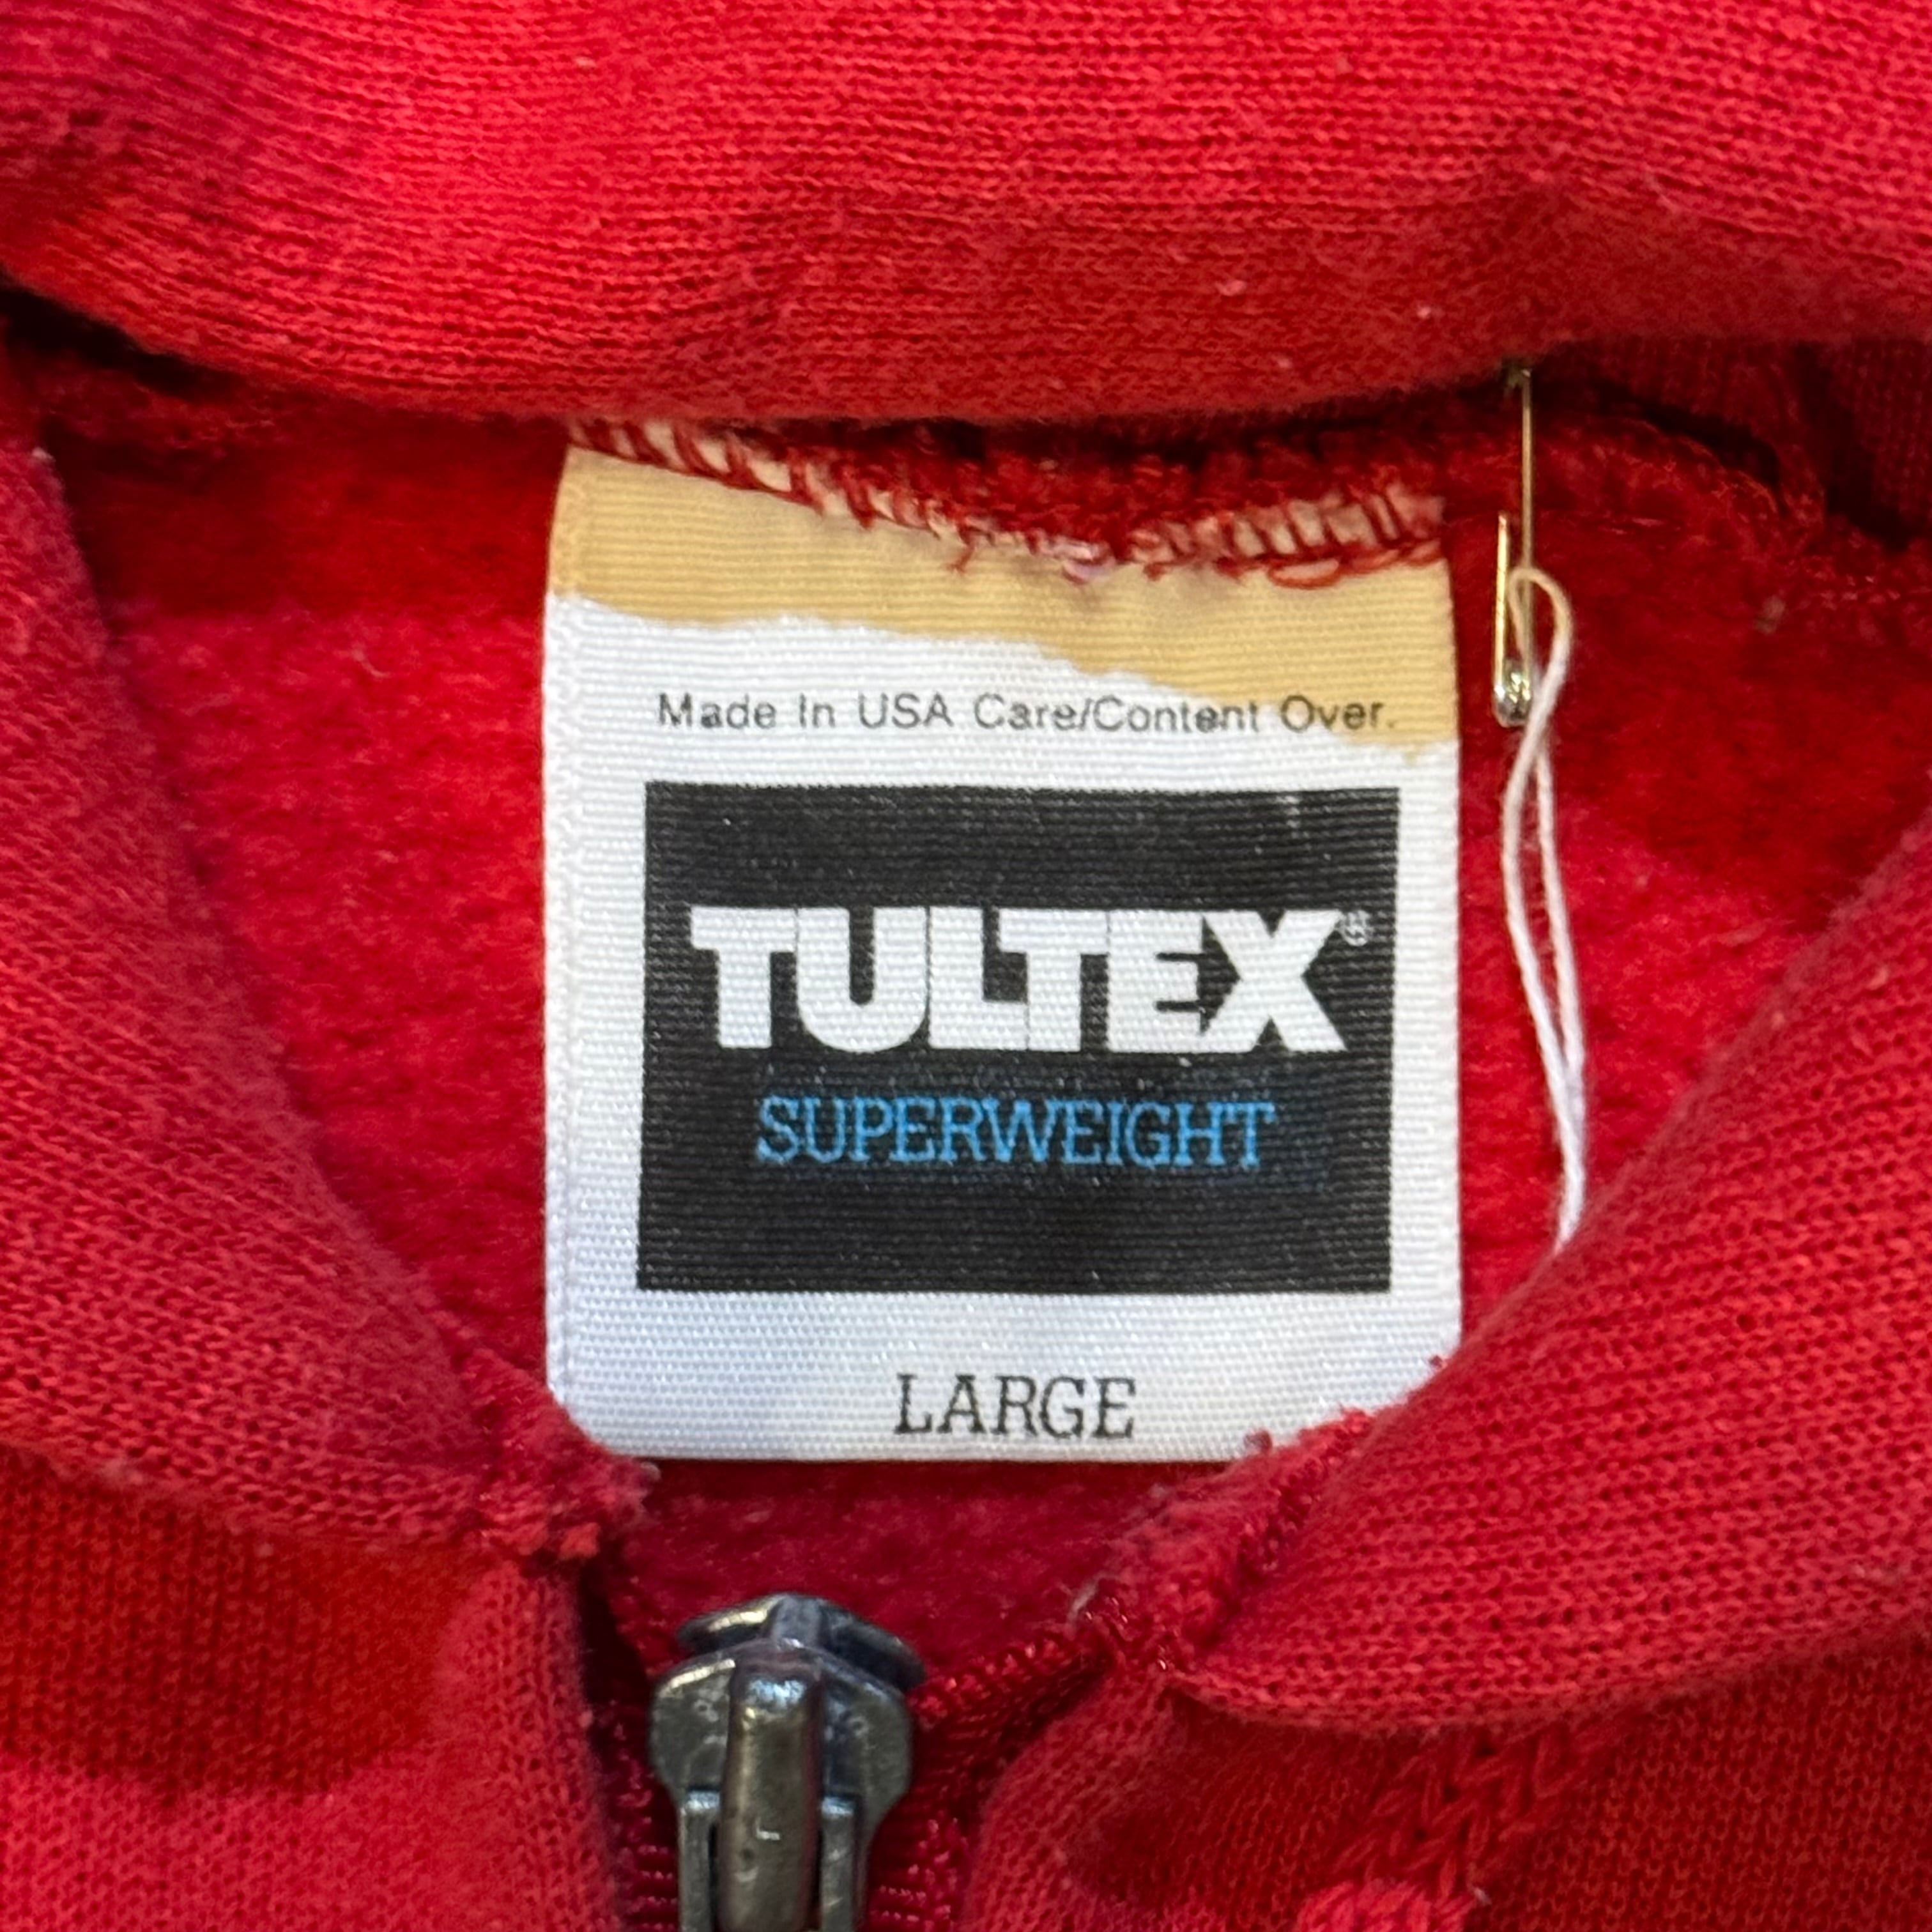 Made In USA Care/Content Over.
TULTEX®
SUPERWEIGHT
LARGE